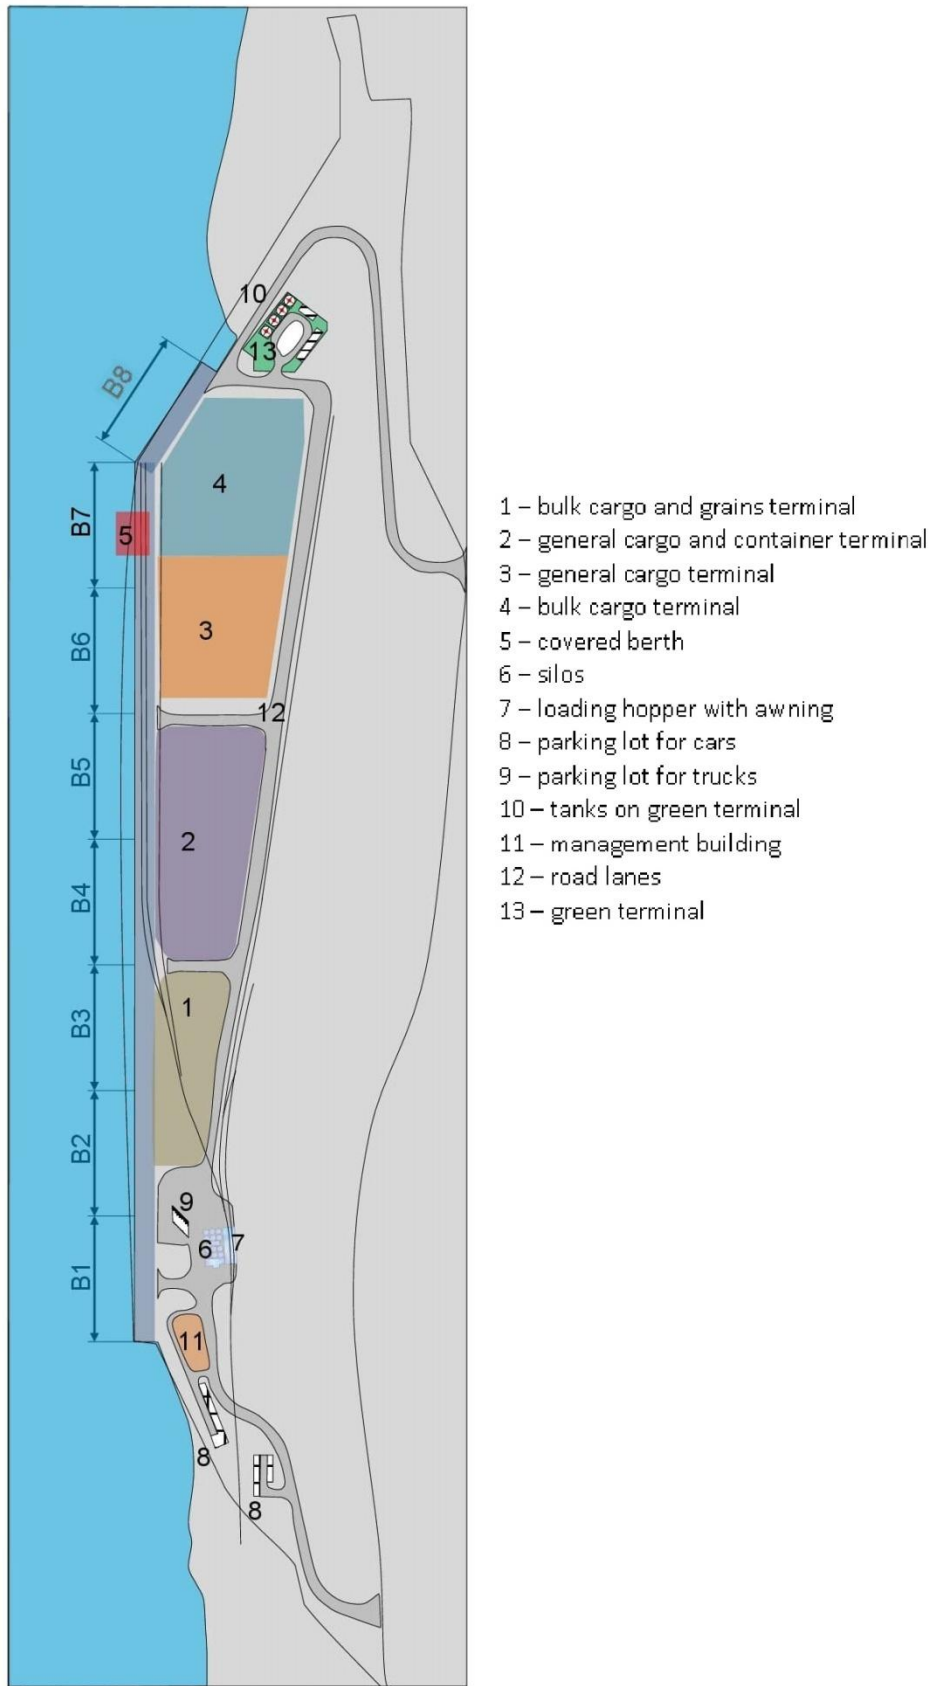 10
13
B8
4
B7
5
3
B6
12
B5
2
B4
1
B3
B2
9
6
7
B1
11
8
8
1 – bulk cargo and grains terminal
2 – general cargo and container terminal
3 – general cargo terminal
4 – bulk cargo terminal
5 – covered berth
6 – silos
7 – loading hopper with awning
8 – parking lot for cars
9 – parking lot for trucks
10 – tanks on green terminal
11 – management building
12 – road lanes
13 – green terminal